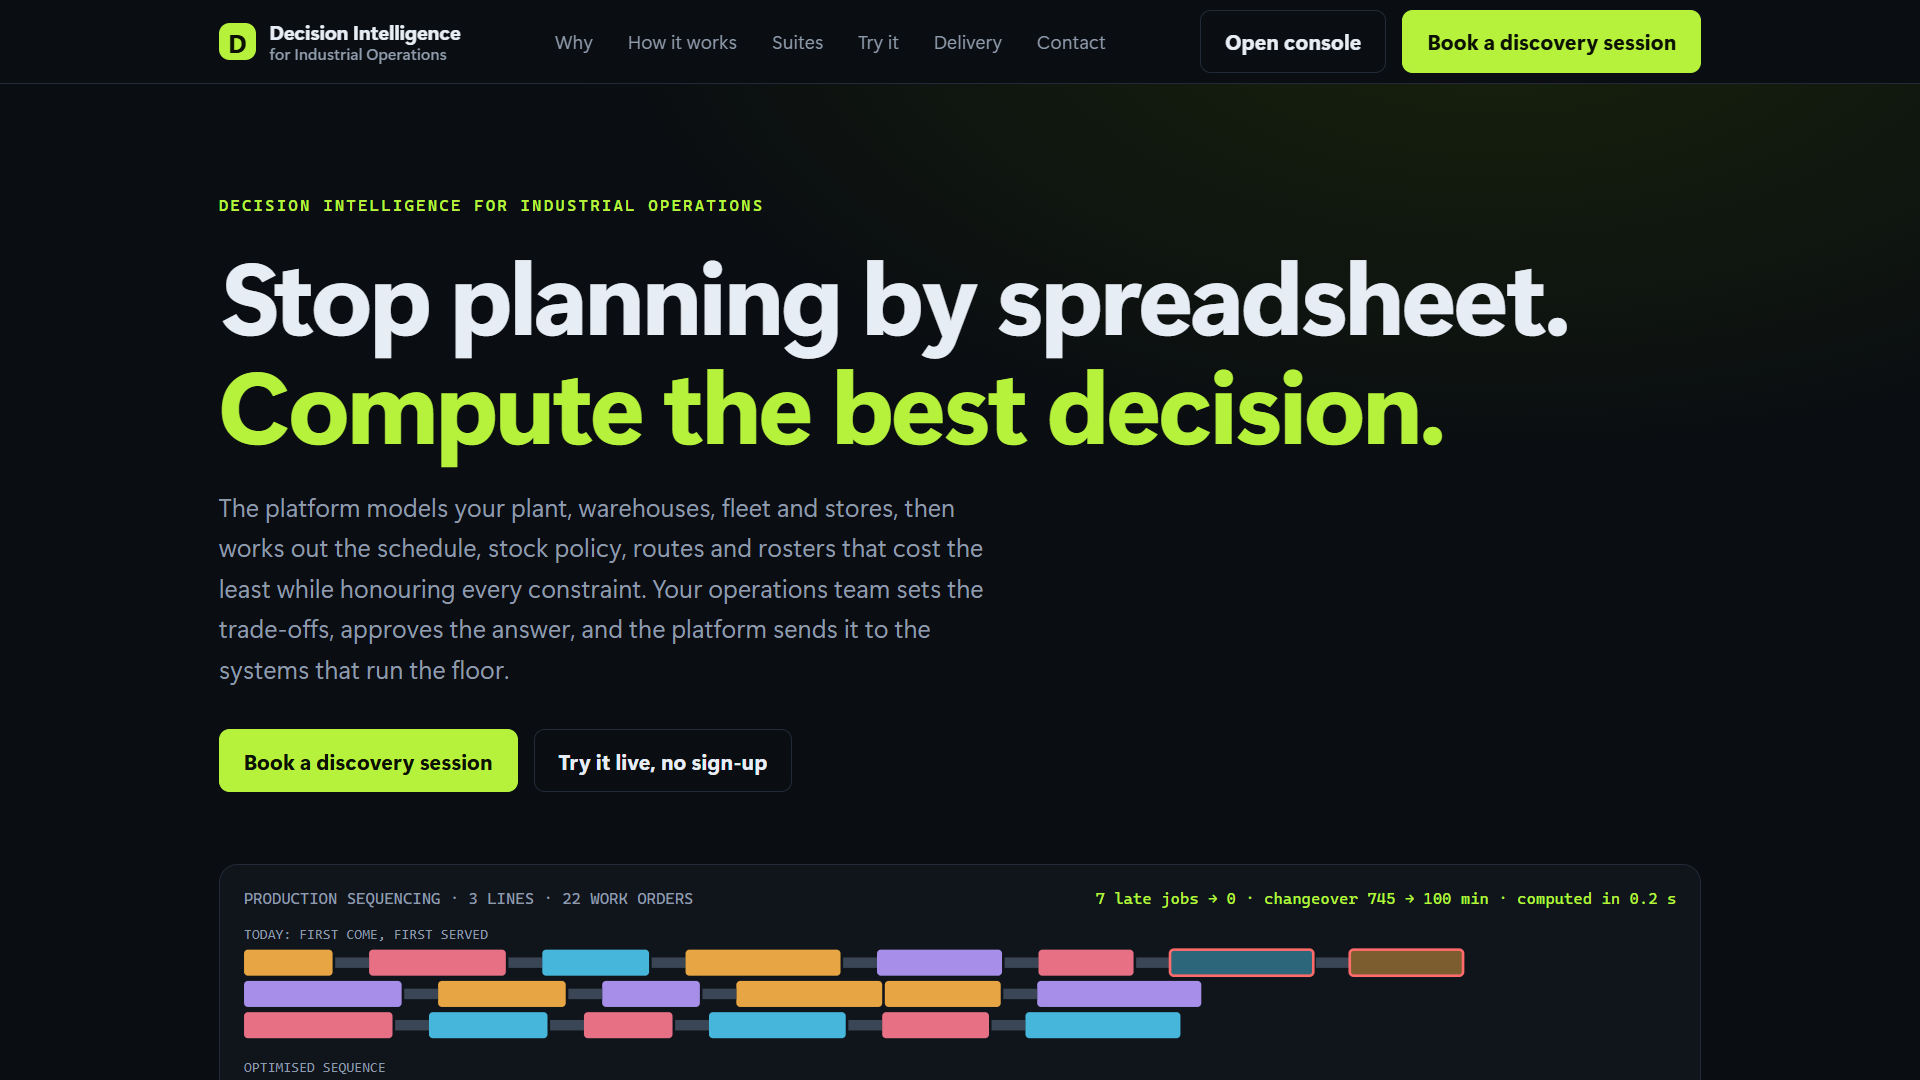 D
Decision Intelligence
for Industrial Operations
Why
How it works
Suites
Try it
Delivery
Contact
Open console
Book a discovery session
DECISION INTELLIGENCE FOR INDUSTRIAL OPERATIONS
Stop planning by spreadsheet.
Compute the best decision.
The platform models your plant, warehouses, fleet and stores, then
works out the schedule, stock policy, routes and rosters that cost the
least while honouring every constraint. Your operations team sets the
trade-offs, approves the answer, and the platform sends it to the
systems that run the floor.
Book a discovery session
Try it live, no sign-up
PRODUCTION SEQUENCING · 3 LINES · 22 WORK ORDERS
7 late jobs → 0 · changeover 745 → 100 min · computed in 0.2 s
TODAY: FIRST COME, FIRST SERVED
OPTIMISED SEQUENCE